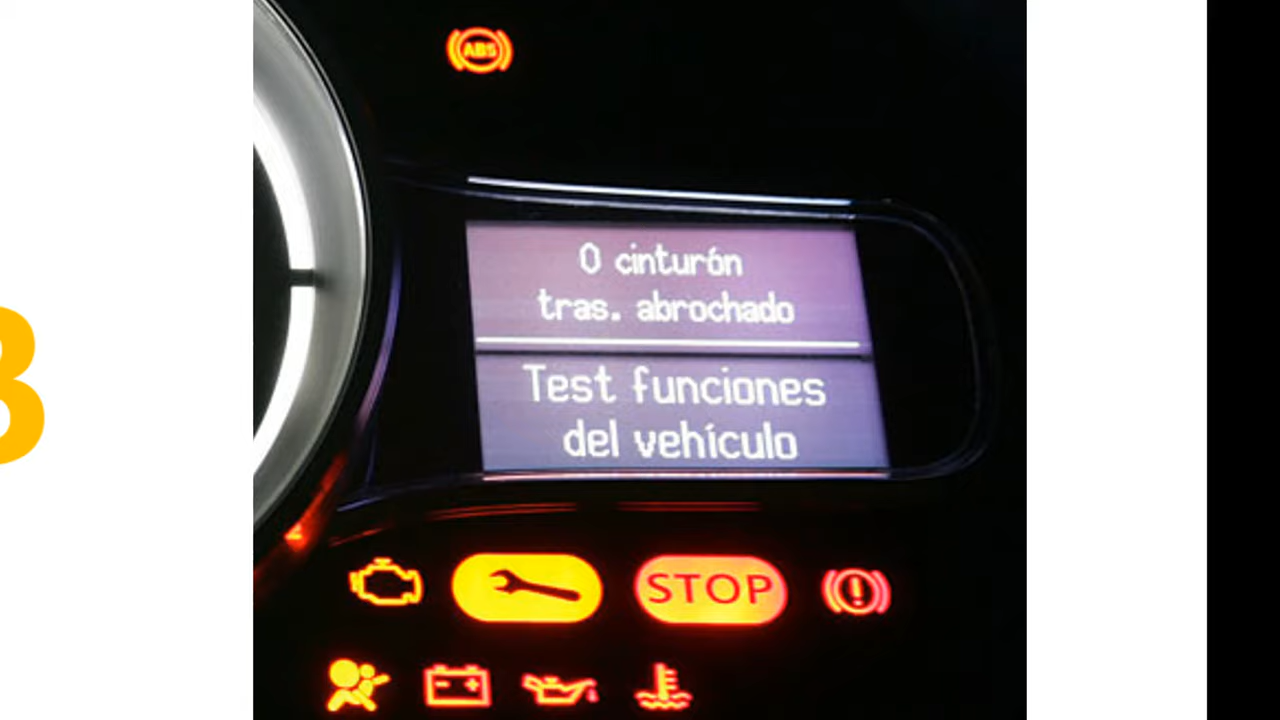 ABS
0 cinturón
tras. abrochado
Test funciones
del vehículo
STOP